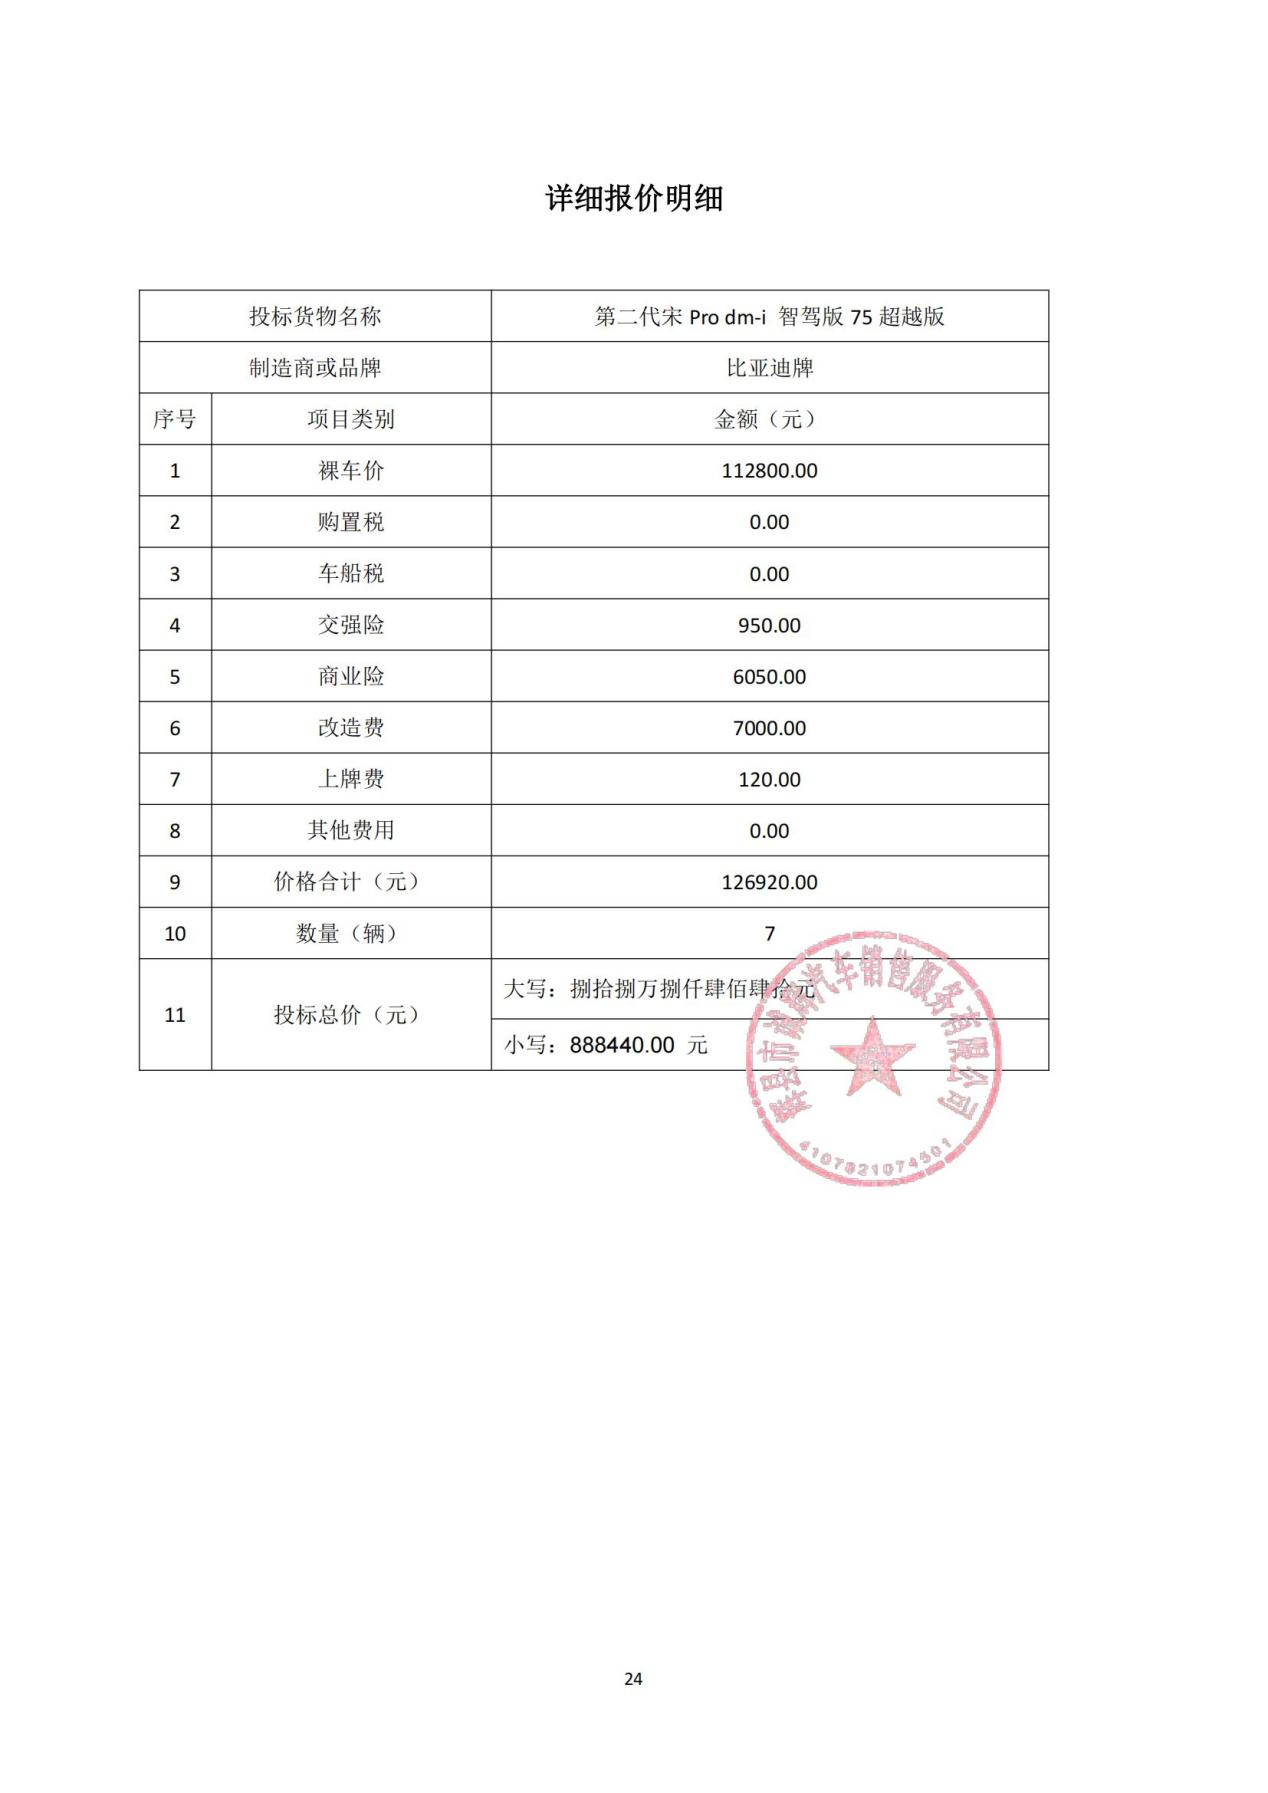 详细报价明细
投标货物名称 第二代宋 Pro dm-i 智驾版 75 超越版
制造商或品牌 比亚迪牌
序号 项目类别 金额（元）
1 裸车价 112800.00
2 购置税 0.00
3 车船税 0.00
4 交强险 950.00
5 商业险 6050.00
6 改造费 7000.00
7 上牌费 120.00
8 其他费用 0.00
9 价格合计（元） 126920.00
10 数量（辆） 7
11 投标总价（元） 大写：捌拾捌万捌仟肆佰肆拾元
小写：888440.00 元
辉县市 汽车销售服务有限公司
4107821074501
24